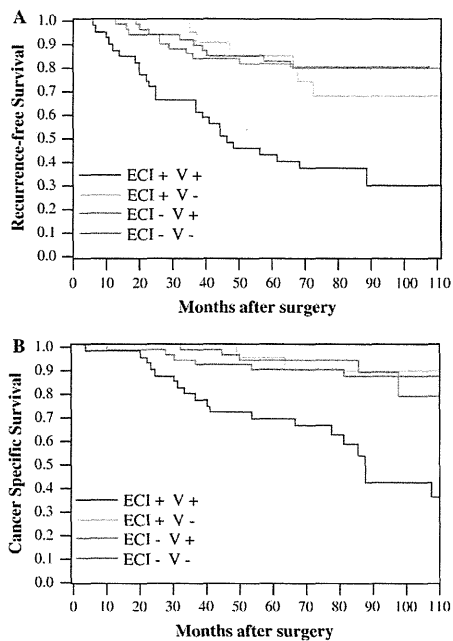 A
Recurrence-free Survival
1.0
0.9
0.8
0.7
0.6
0.5
0.4
0.3
0.2
0.1
0.0
ECI + V +
ECI + V -
ECI - V +
ECI - V -
0 10 20 30 40 50 60 70 80 90 100 110
Months after surgery
B
Cancer Specific Survival
1.0
0.9
0.8
0.7
0.6
0.5
0.4
0.3
0.2
0.1
0.0
ECI + V +
ECI + V -
ECI - V +
ECI - V -
0 10 20 30 40 50 60 70 80 90 100 110
Months after surgery